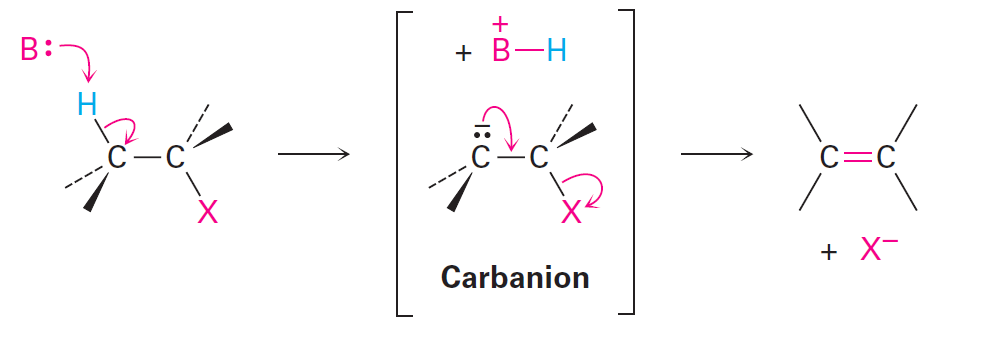 B:
H
C — C
X
+ B⁺—H
C̄̈ — C
X
Carbanion
C=C
+ X⁻